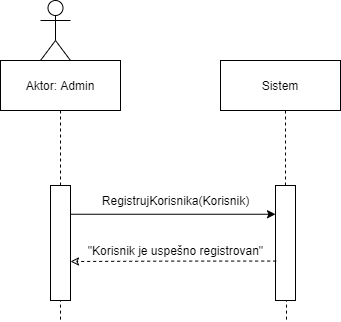 Aktor: Admin
Sistem
RegistrujKorisnika(Korisnik)
"Korisnik je uspešno registrovan"